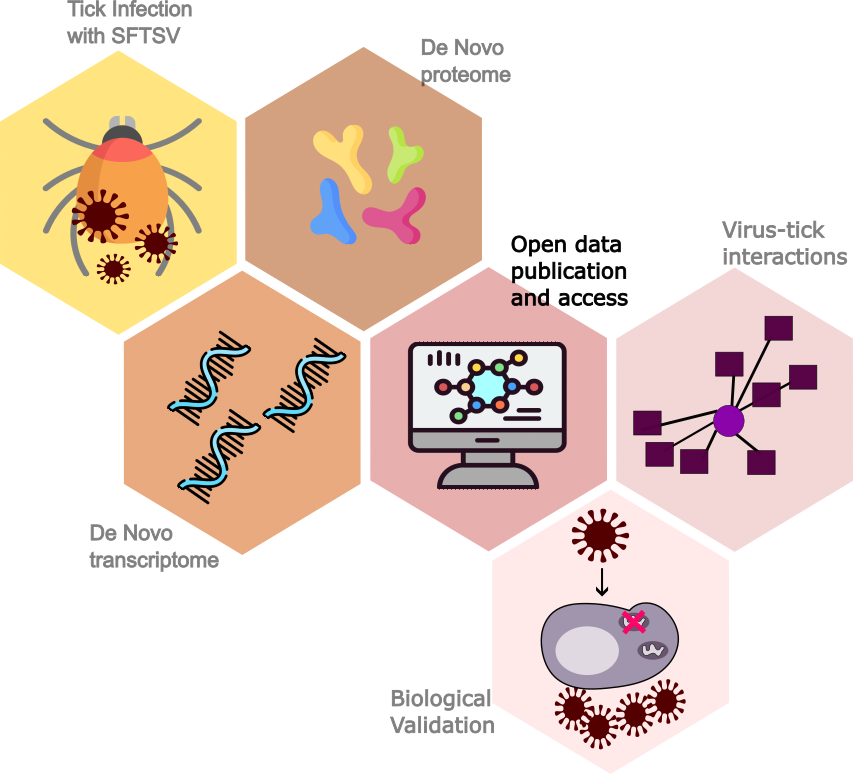 Tick Infection
with SFTSV
De Novo
proteome
Open data
publication
and access
Virus-tick
interactions
De Novo
transcriptome
Biological
Validation